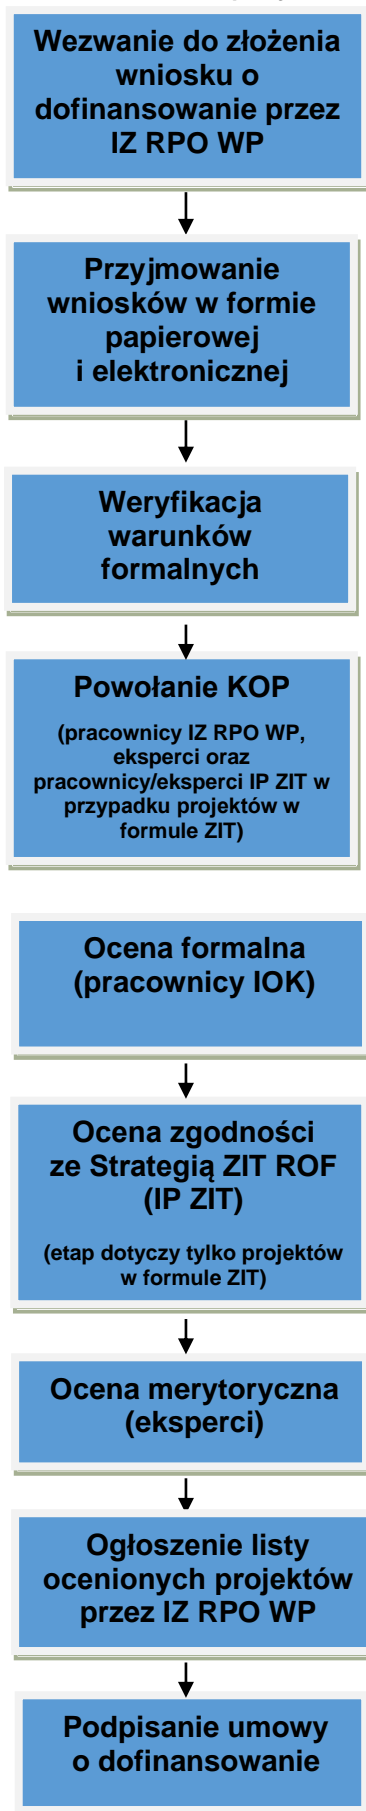 Wezwanie do złożenia
wniosku o
dofinansowanie przez
IZ RPO WP
Przyjmowanie
wniosków w formie
papierowej
i elektronicznej
Weryfikacja
warunków
formalnych
Powołanie KOP
(pracownicy IZ RPO WP,
eksperci oraz
pracownicy/eksperci IP ZIT w
przypadku projektów w
formule ZIT)
Ocena formalna
(pracownicy IOK)
Ocena zgodności
ze Strategią ZIT ROF
(IP ZIT)
(etap dotyczy tylko projektów
w formule ZIT)
Ocena merytoryczna
(eksperci)
Ogłoszenie listy
ocenionych projektów
przez IZ RPO WP
Podpisanie umowy
o dofinansowanie